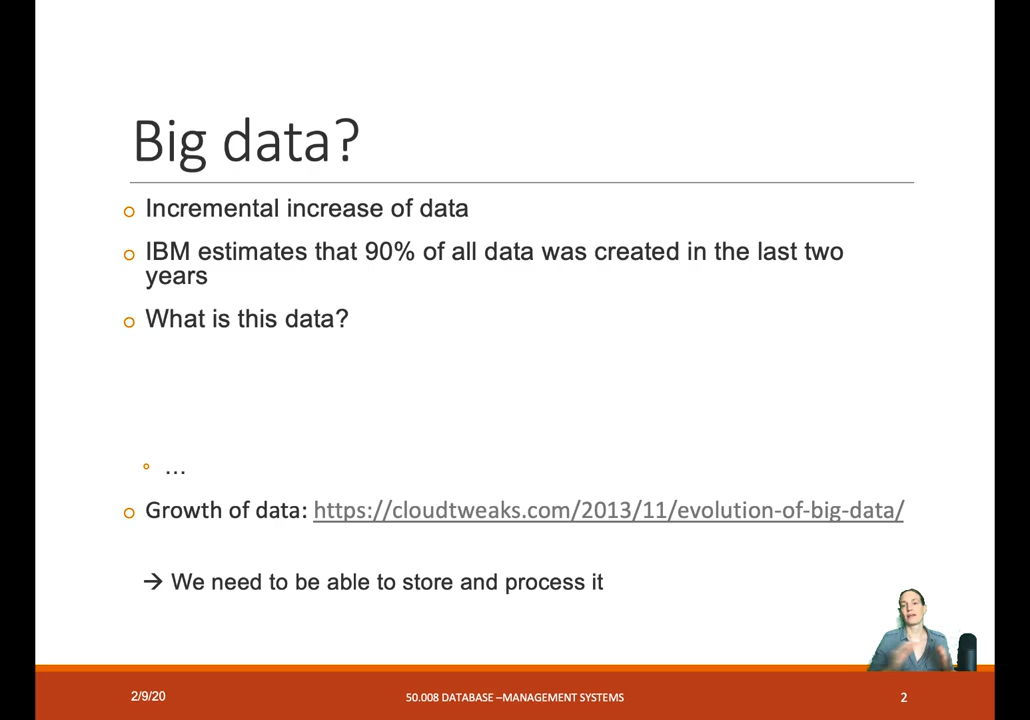 Big data?
Incremental increase of data
IBM estimates that 90% of all data was created in the last two
years
What is this data?
...
Growth of data: https://cloudtweaks.com/2013/11/evolution-of-big-data/
→ We need to be able to store and process it
2/9/20
50.008 DATABASE –MANAGEMENT SYSTEMS
2